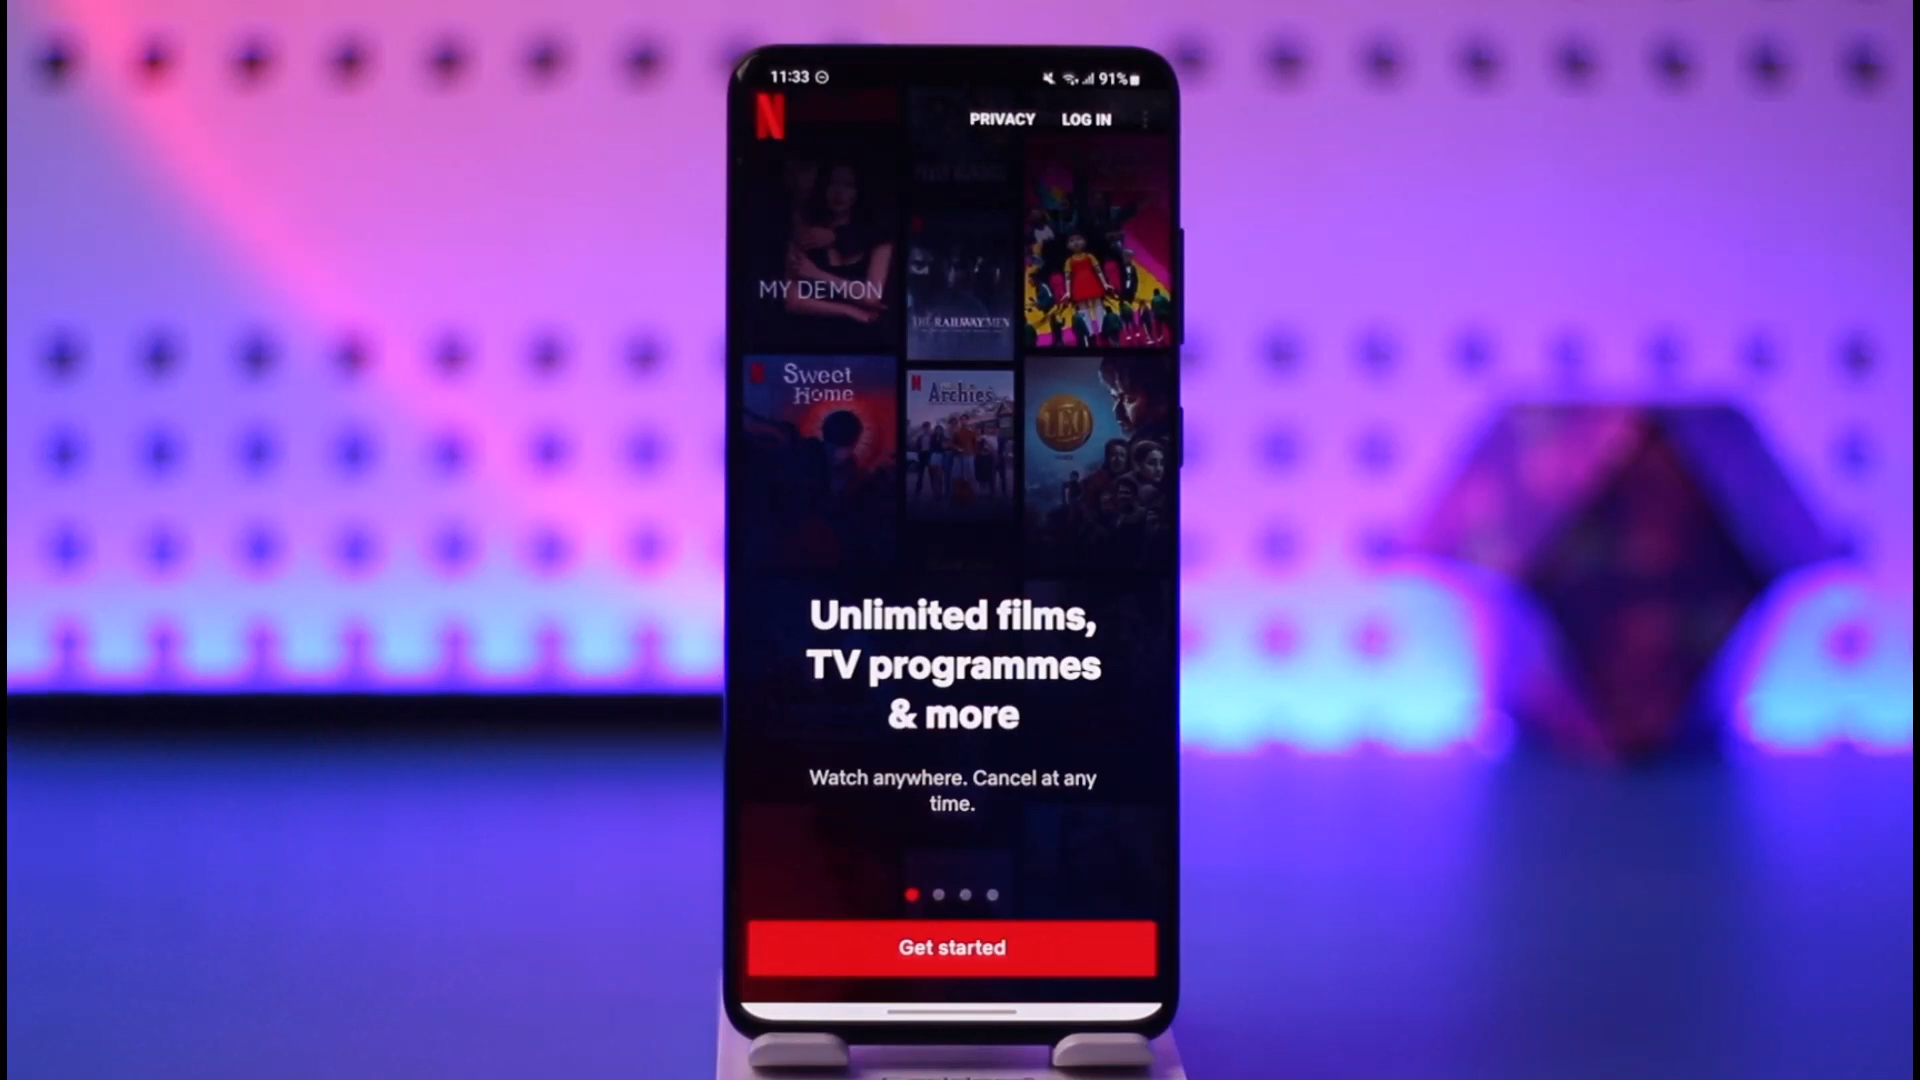 11:33
91%
N
PRIVACY LOG IN
MY DEMON
THE RAILWAY MEN
Sweet
Home
Archies
LEO
Unlimited films,
TV programmes
& more
Watch anywhere. Cancel at any
time.
Get started